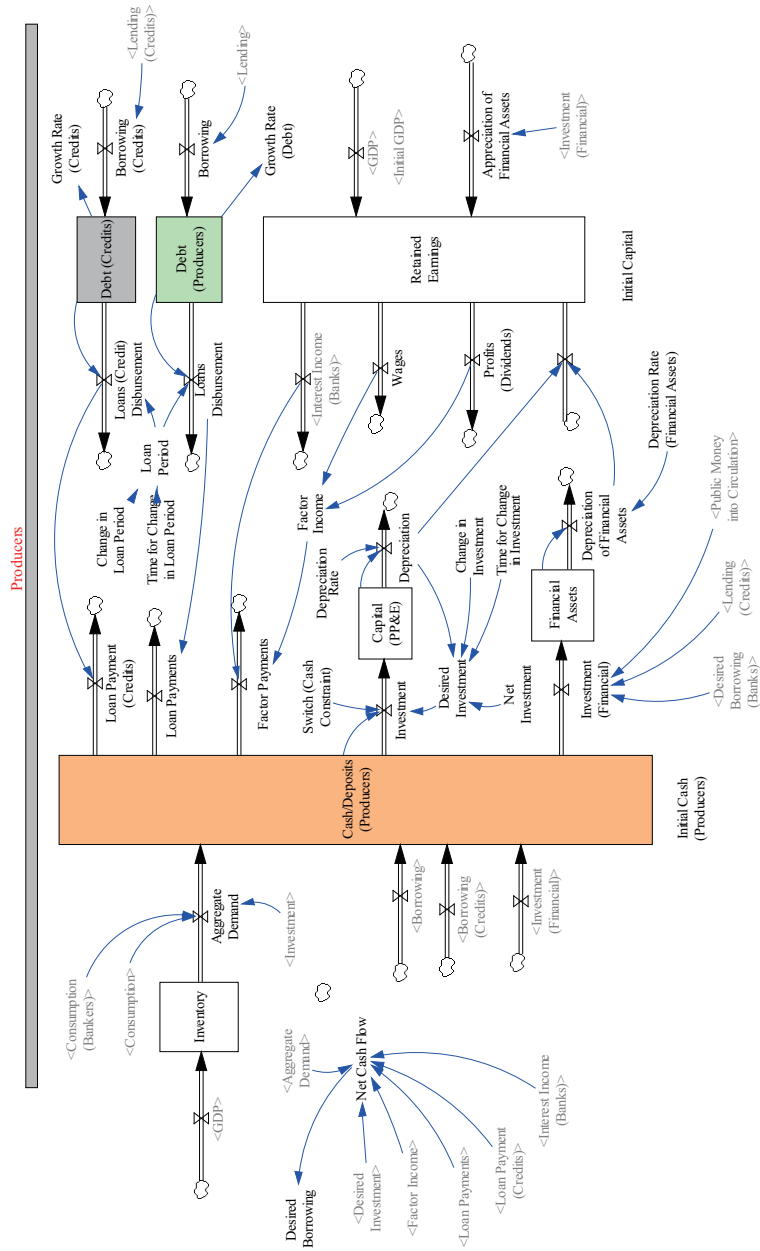 Producers
<Lending
(Credits)>
Growth Rate
(Credits)
Borrowing
(Credits)
Debt (Credits)
Loans (Credit)
Disbursement
<Lending>
Borrowing
Growth Rate
(Debt)
Debt
(Producers)
Loans
Disbursement
Loan
Period
Change in
Loan Period
Time for Change
in Loan Period
Loan Payment
(Credits)
Loan Payments
Factor Payments
<GDP>
<Initial GDP>
Appreciation of
Financial Assets
<Investment
(Financial)>
Retained
Earnings
Initial Capital
<Interest Income
(Banks)>
Wages
Profits
(Dividends)
Factor
Income
Depreciation
Rate
Depreciation
Capital
(PP&E)
Switch (Cash
Constraint)
Investment
Desired
Investment
Change in
Investment
Time for Change
in Investment
Net
Investment
Depreciation Rate
(Financial Assets)
Depreciation
of Financial
Assets
Financial
Assets
Investment
(Financial)
<Public Money
into Circulation>
<Lending
(Credits)>
<Desired
Borrowing
(Banks)>
Cash/Deposits
(Producers)
Initial Cash
(Producers)
<Consumption
(Bankers)>
<Consumption>
Aggregate
Demand
<Investment>
Inventory
<GDP>
<Borrowing>
<Borrowing
(Credits)>
<Investment
(Financial)>
<Aggregate
Demand>
Net Cash Flow
Desired
Borrowing
<Desired
Investment>
<Factor Income>
<Loan Payments>
<Loan Payment
(Credits)>
<Interest Income
(Banks)>